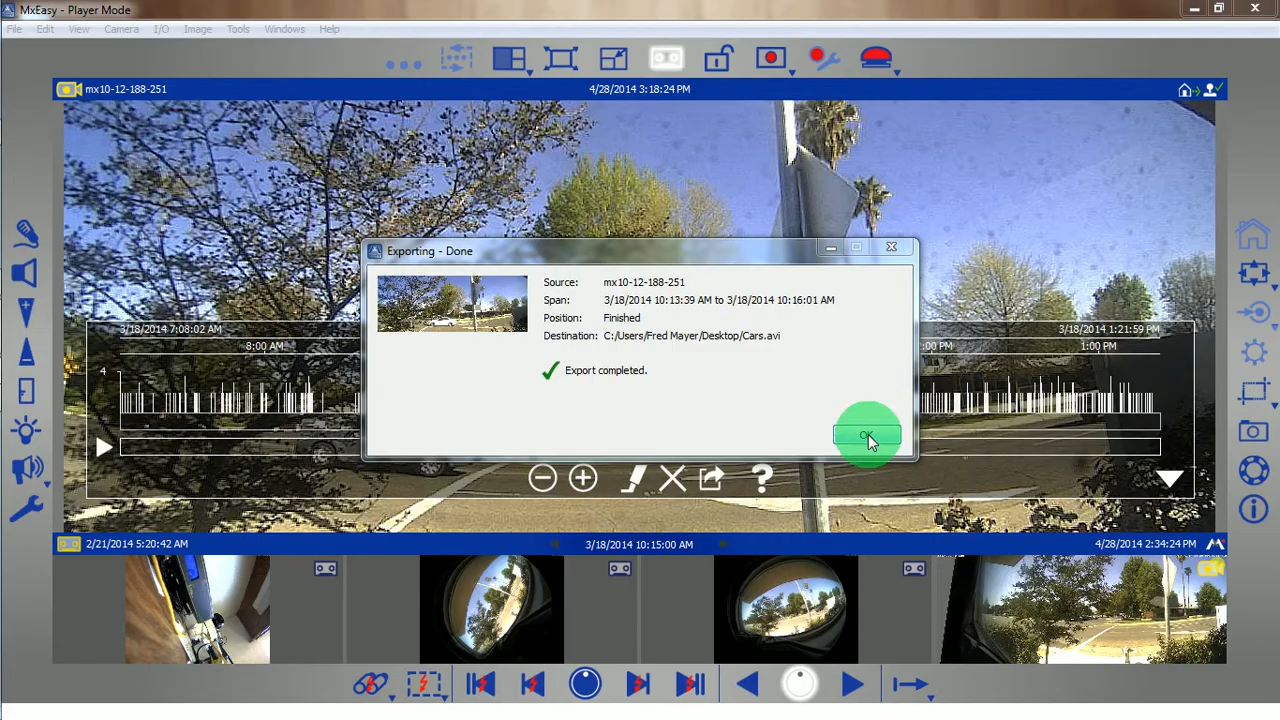 MxEasy - Player Mode
File Edit View Camera I/O Image Tools Windows Help
mx10-12-188-251 4/28/2014 3:18:24 PM
Exporting - Done
Source: mx10-12-188-251
Span: 3/18/2014 10:13:39 AM to 3/18/2014 10:16:01 AM
Position: Finished
Destination: C:/Users/Fred Mayer/Desktop/Cars.avi
Export completed.
OK
3/18/2014 7:08:02 AM 3/18/2014 1:21:59 PM
8:00 AM :00 PM 1:00 PM
4
2/21/2014 5:20:42 AM 3/18/2014 10:15:00 AM 4/28/2014 2:34:24 PM